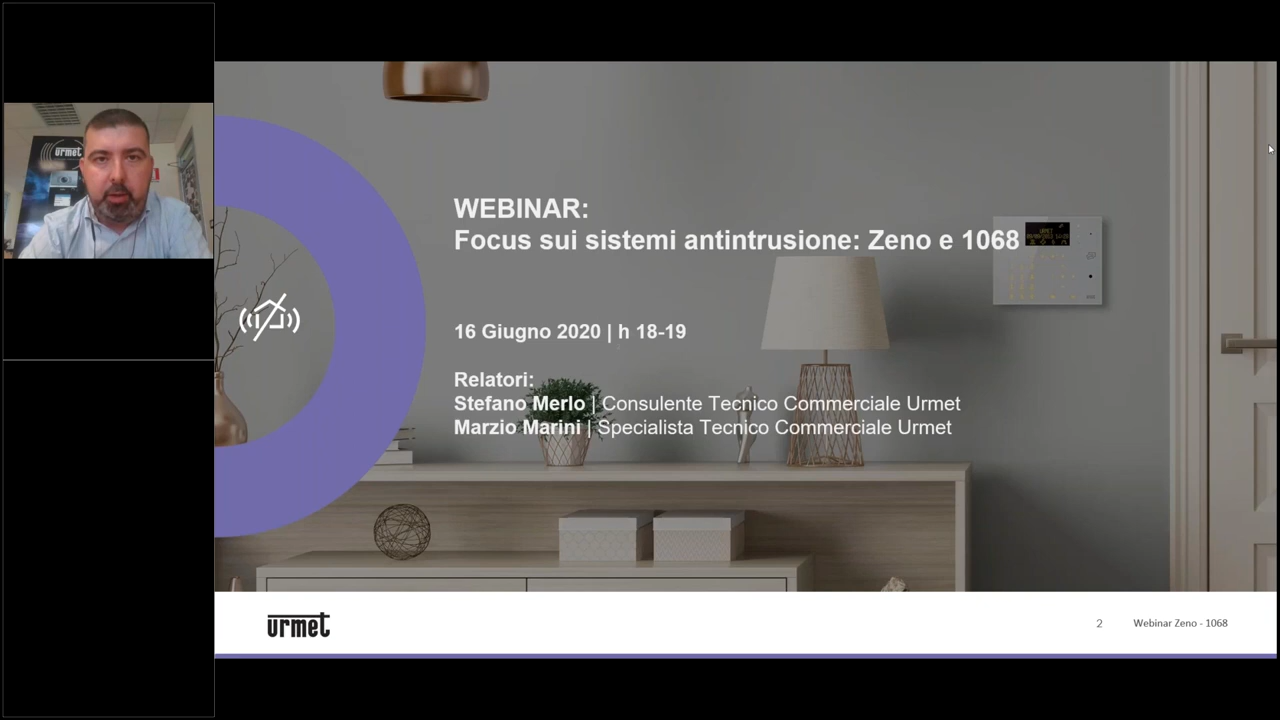 urmet
WEBINAR:
Focus sui sistemi antintrusione: Zeno e 1068
16 Giugno 2020 | h 18-19
Relatori:
Stefano Merlo | Consulente Tecnico Commerciale Urmet
Marzio Marini | Specialista Tecnico Commerciale Urmet
urmet
2
Webinar Zeno - 1068